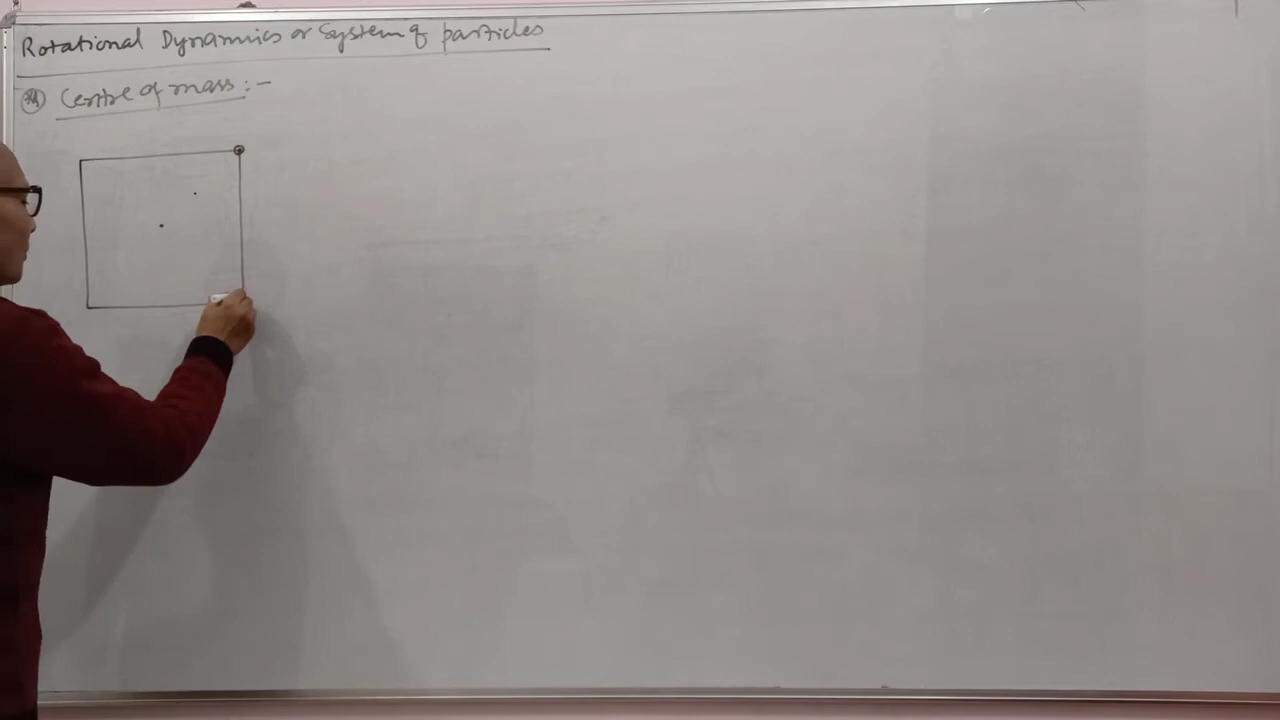 Rotational Dynamics or System of particles
Centre of mass :-